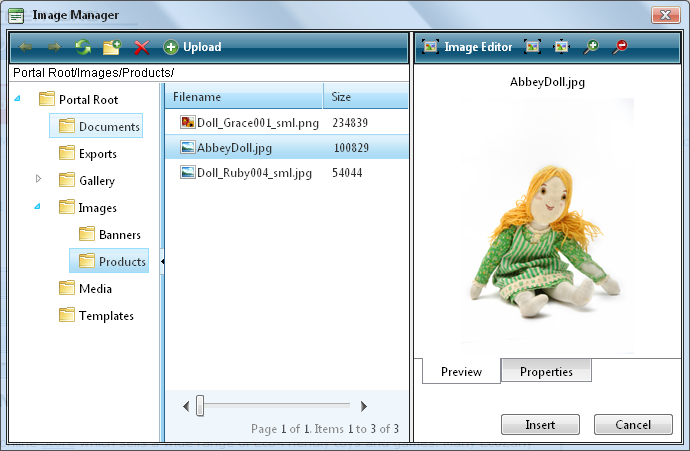 Image Manager
Upload
Image Editor
Portal Root/Images/Products/
Portal Root
Documents
Exports
Gallery
Images
Banners
Products
Media
Templates
Filename Size
Doll_Grace001_sml.png 234839
AbbeyDoll.jpg 100829
Doll_Ruby004_sml.jpg 54044
Page 1 of 1. Items 1 to 3 of 3
AbbeyDoll.jpg
Preview Properties
Insert Cancel